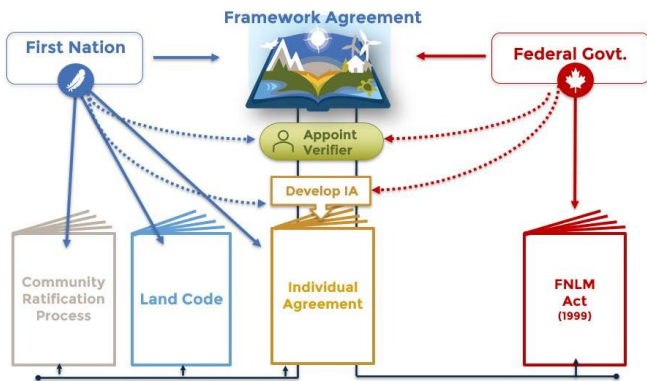 Framework Agreement
First Nation
Federal Govt.
Appoint
Verifier
Develop IA
Community
Ratification
Process
Land Code
Individual
Agreement
FNLM
Act
(1999)